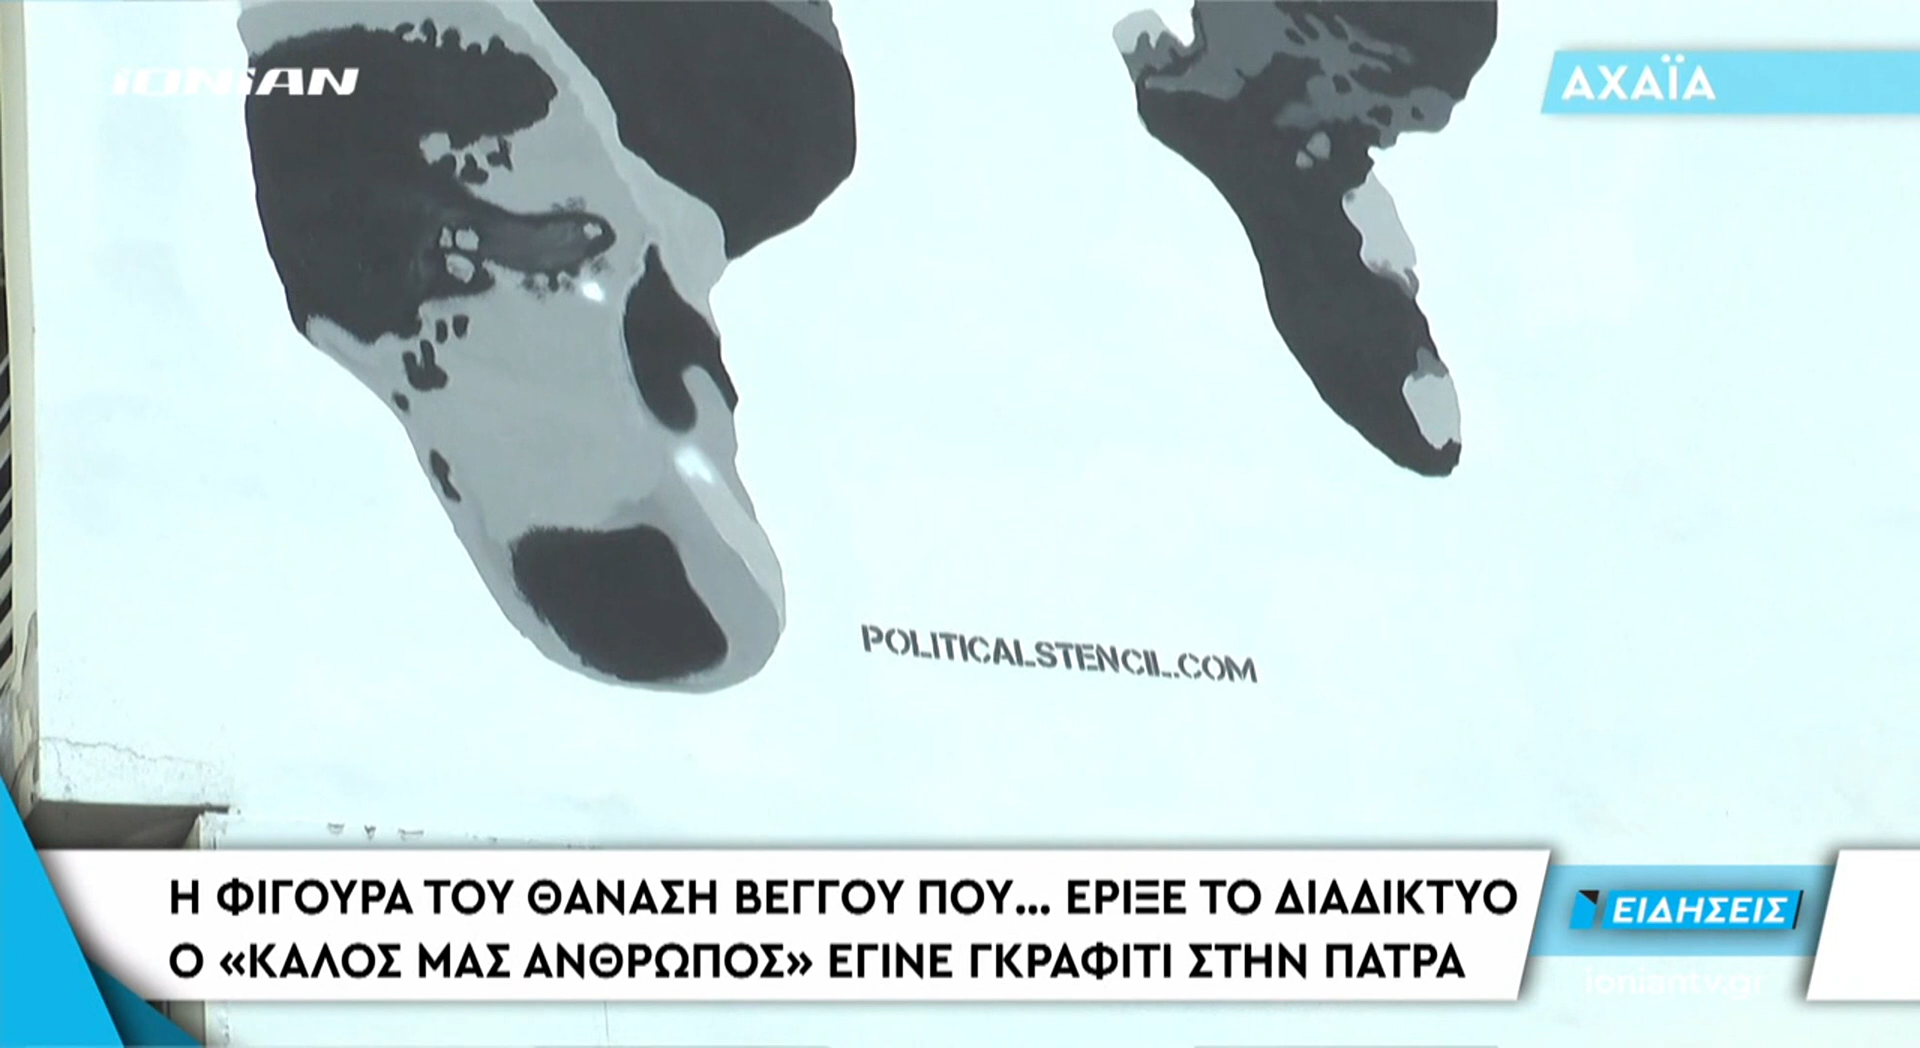 IONIAN
ΑΧΑΪΑ
POLITICALSTENCIL.COM
Η ΦΙΓΟΥΡΑ ΤΟΥ ΘΑΝΑΣΗ ΒΕΓΓΟΥ ΠΟΥ... ΕΡΙΞΕ ΤΟ ΔΙΑΔΙΚΤΥΟ
Ο «ΚΑΛΟΣ ΜΑΣ ΑΝΘΡΩΠΟΣ» ΕΓΙΝΕ ΓΚΡΑΦΙΤΙ ΣΤΗΝ ΠΑΤΡΑ
ΕΙΔΗΣΕΙΣ
ioniantv.gr